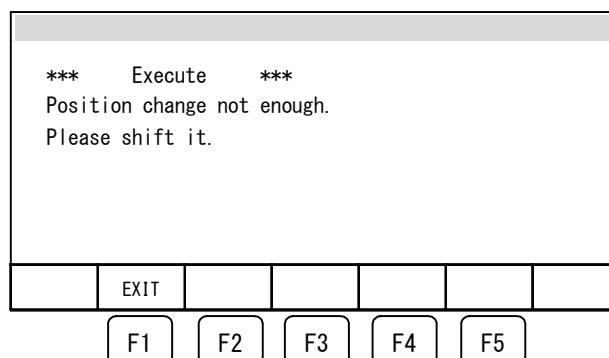 *** Execute ***
Position change not enough.
Please shift it.
EXIT
F1 F2 F3 F4 F5